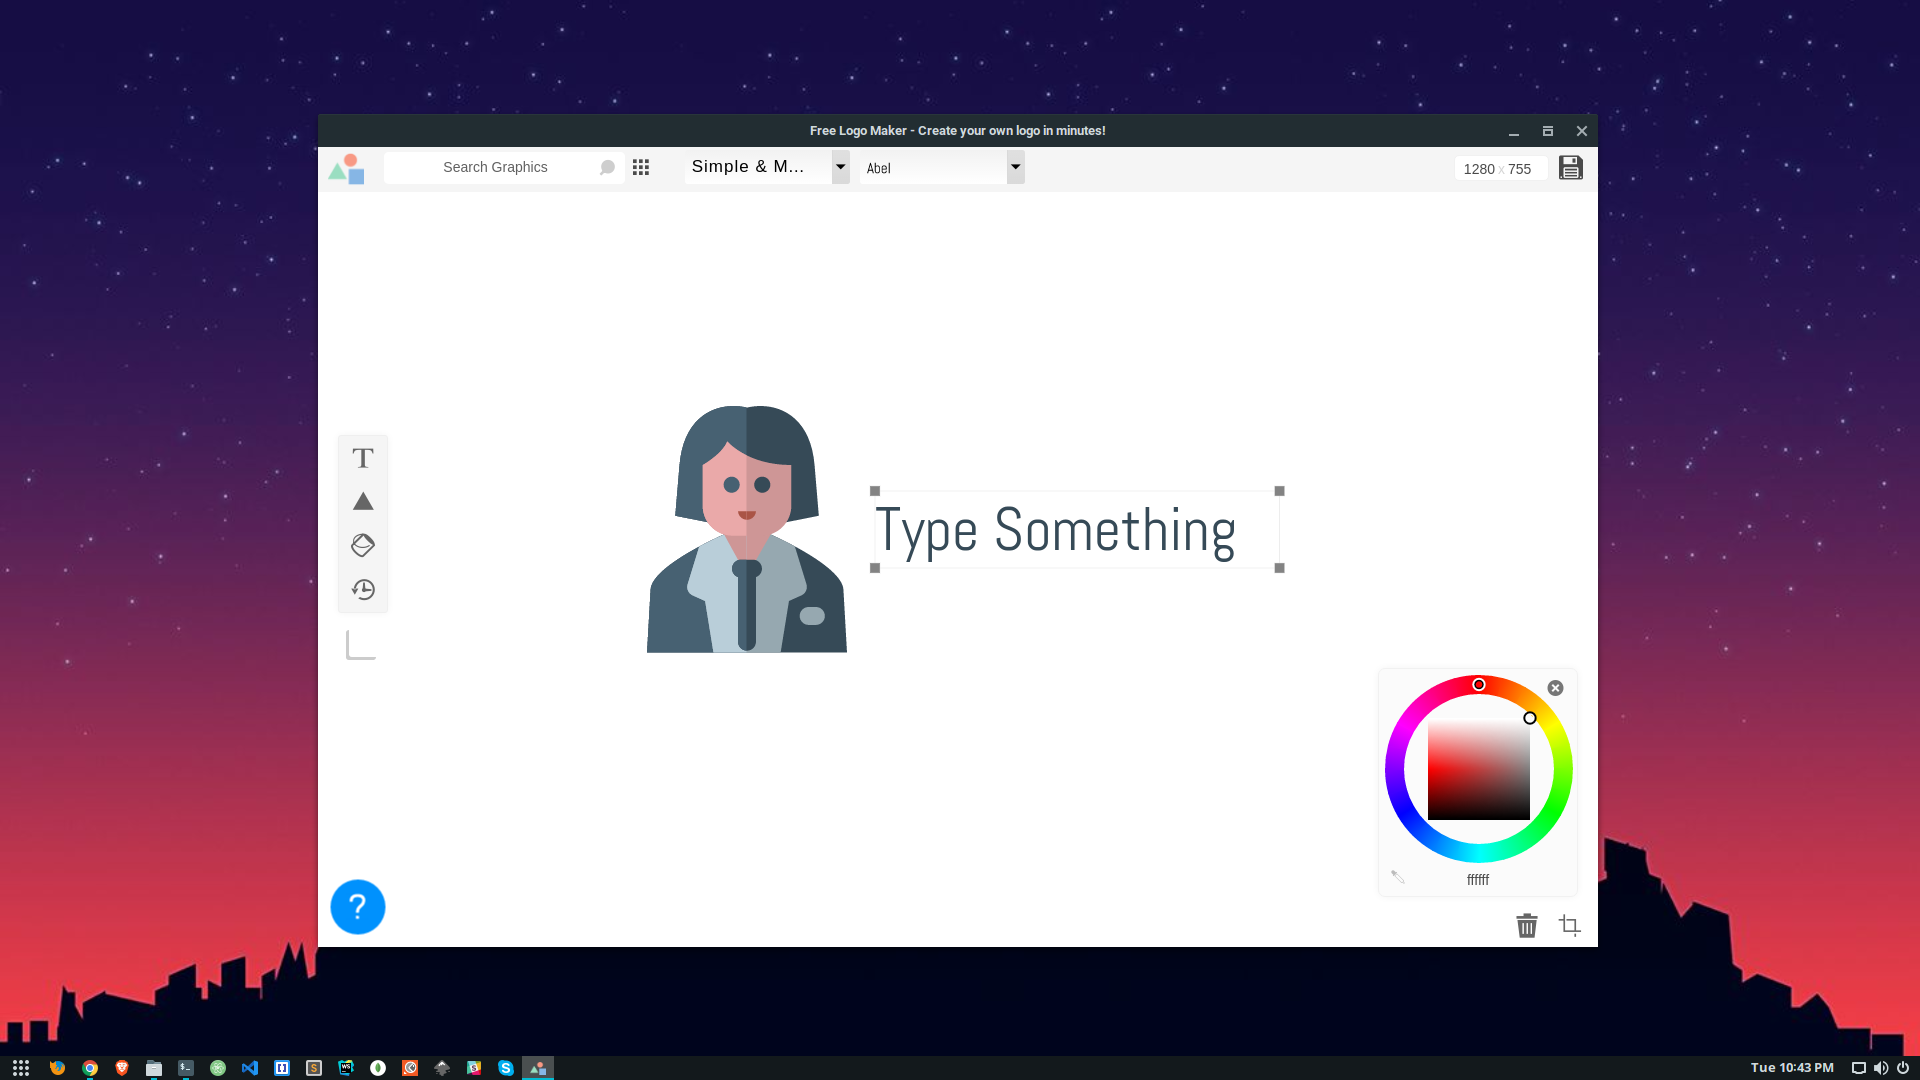 Free Logo Maker - Create your own logo in minutes!
Search Graphics
Simple & M...
Abel
1280 x 755
T
Type Something
ffffff
?
Tue 10:43 PM